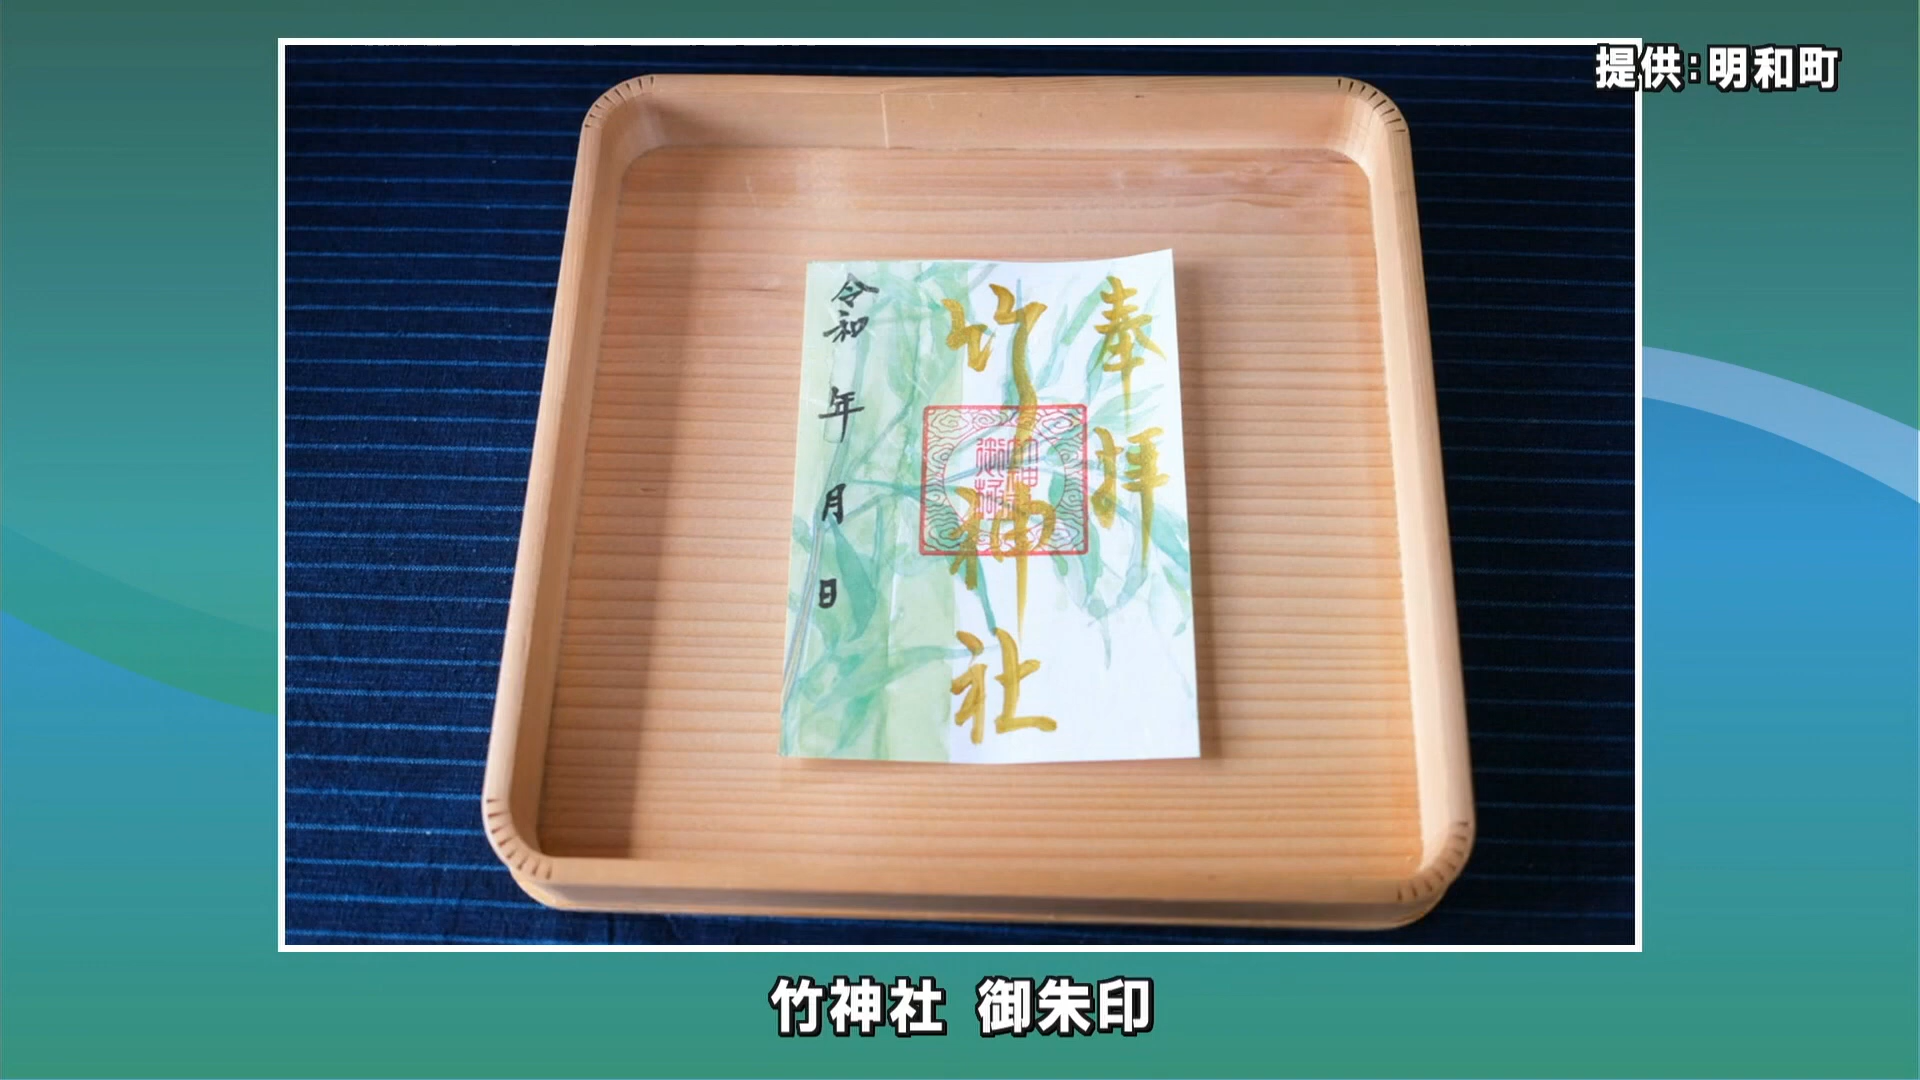 提供:明和町
奉拝
竹神社
令和 年 月 日
竹神社 御朱印